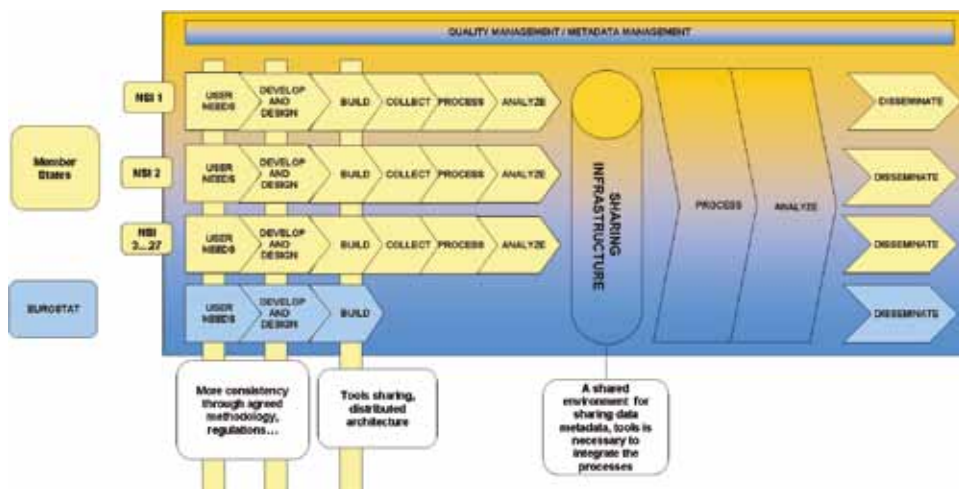 QUALITY MANAGEMENT / METADATA MANAGEMENT
Member
States
NSI 1
USER
NEEDS
DEVELOP
AND
DESIGN
BUILD
COLLECT
PROCESS
ANALYZE
DISSEMINATE
NSI 2
USER
NEEDS
DEVELOP
AND
DESIGN
BUILD
COLLECT
PROCESS
ANALYZE
DISSEMINATE
NSI
3...27
USER
NEEDS
DEVELOP
AND
DESIGN
BUILD
COLLECT
PROCESS
ANALYZE
DISSEMINATE
EUROSTAT
USER
NEEDS
DEVELOP
AND
DESIGN
BUILD
DISSEMINATE
SHARING
INFRASTRUCTURE
PROCESS
ANALYZE
More consistency
through agreed
methodology,
regulations...
Tools sharing,
distributed
architecture
A shared
environment for
sharing data
metadata, tools is
necessary to
integrate the
processes